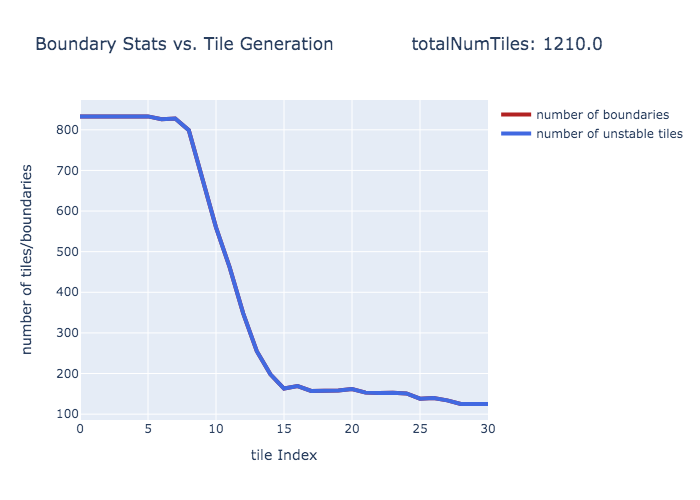 Boundary Stats vs. Tile Generation totalNumTiles: 1210.0
number of boundaries
number of unstable tiles
number of tiles/boundaries
800
700
600
500
400
300
200
100
0 5 10 15 20 25 30
tile Index